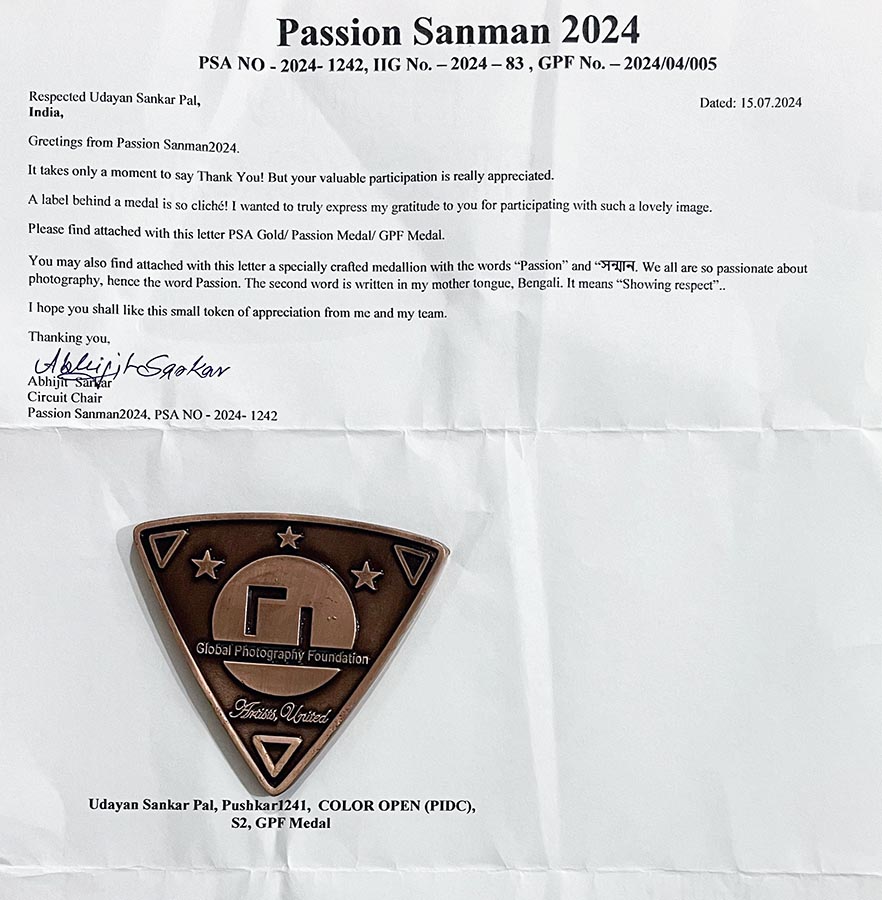 Passion Sanman 2024
PSA NO - 2024- 1242, IIG No. – 2024 – 83 , GPF No. – 2024/04/005
Respected Udayan Sankar Pal,
Dated: 15.07.2024
India,
Greetings from Passion Sanman2024.
It takes only a moment to say Thank You! But your valuable participation is really appreciated.
A label behind a medal is so cliché! I wanted to truly express my gratitude to you for participating with such a lovely image.
Please find attached with this letter PSA Gold/ Passion Medal/ GPF Medal.
You may also find attached with this letter a specially crafted medallion with the words “Passion” and “সন্মান. We all are so passionate about
photography, hence the word Passion. The second word is written in my mother tongue, Bengali. It means “Showing respect”..
I hope you shall like this small token of appreciation from me and my team.
Thanking you,
Abhijit Sarkar
Abhijit Sarkar
Circuit Chair
Passion Sanman2024, PSA NO - 2024- 1242
Global Photography Foundation
Artists, United
Udayan Sankar Pal, Pushkar1241, COLOR OPEN (PIDC),
S2, GPF Medal